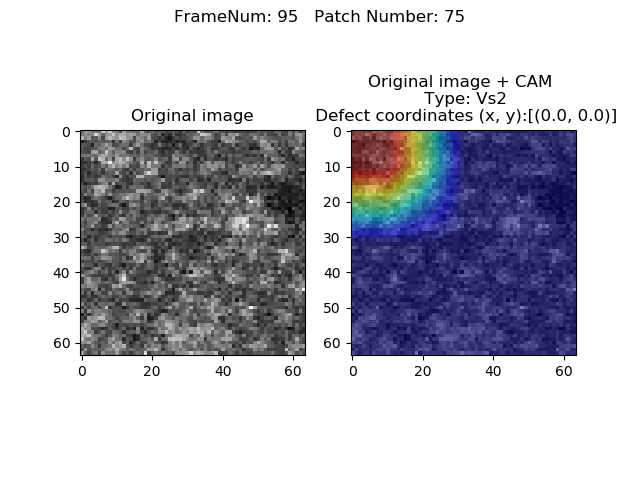 FrameNum: 95   Patch Number: 75
Original image
0
10
20
30
40
50
60
0 20 40 60
Original image + CAM
Type: Vs2
Defect coordinates (x, y):[(0.0, 0.0)]
0
10
20
30
40
50
60
0 20 40 60